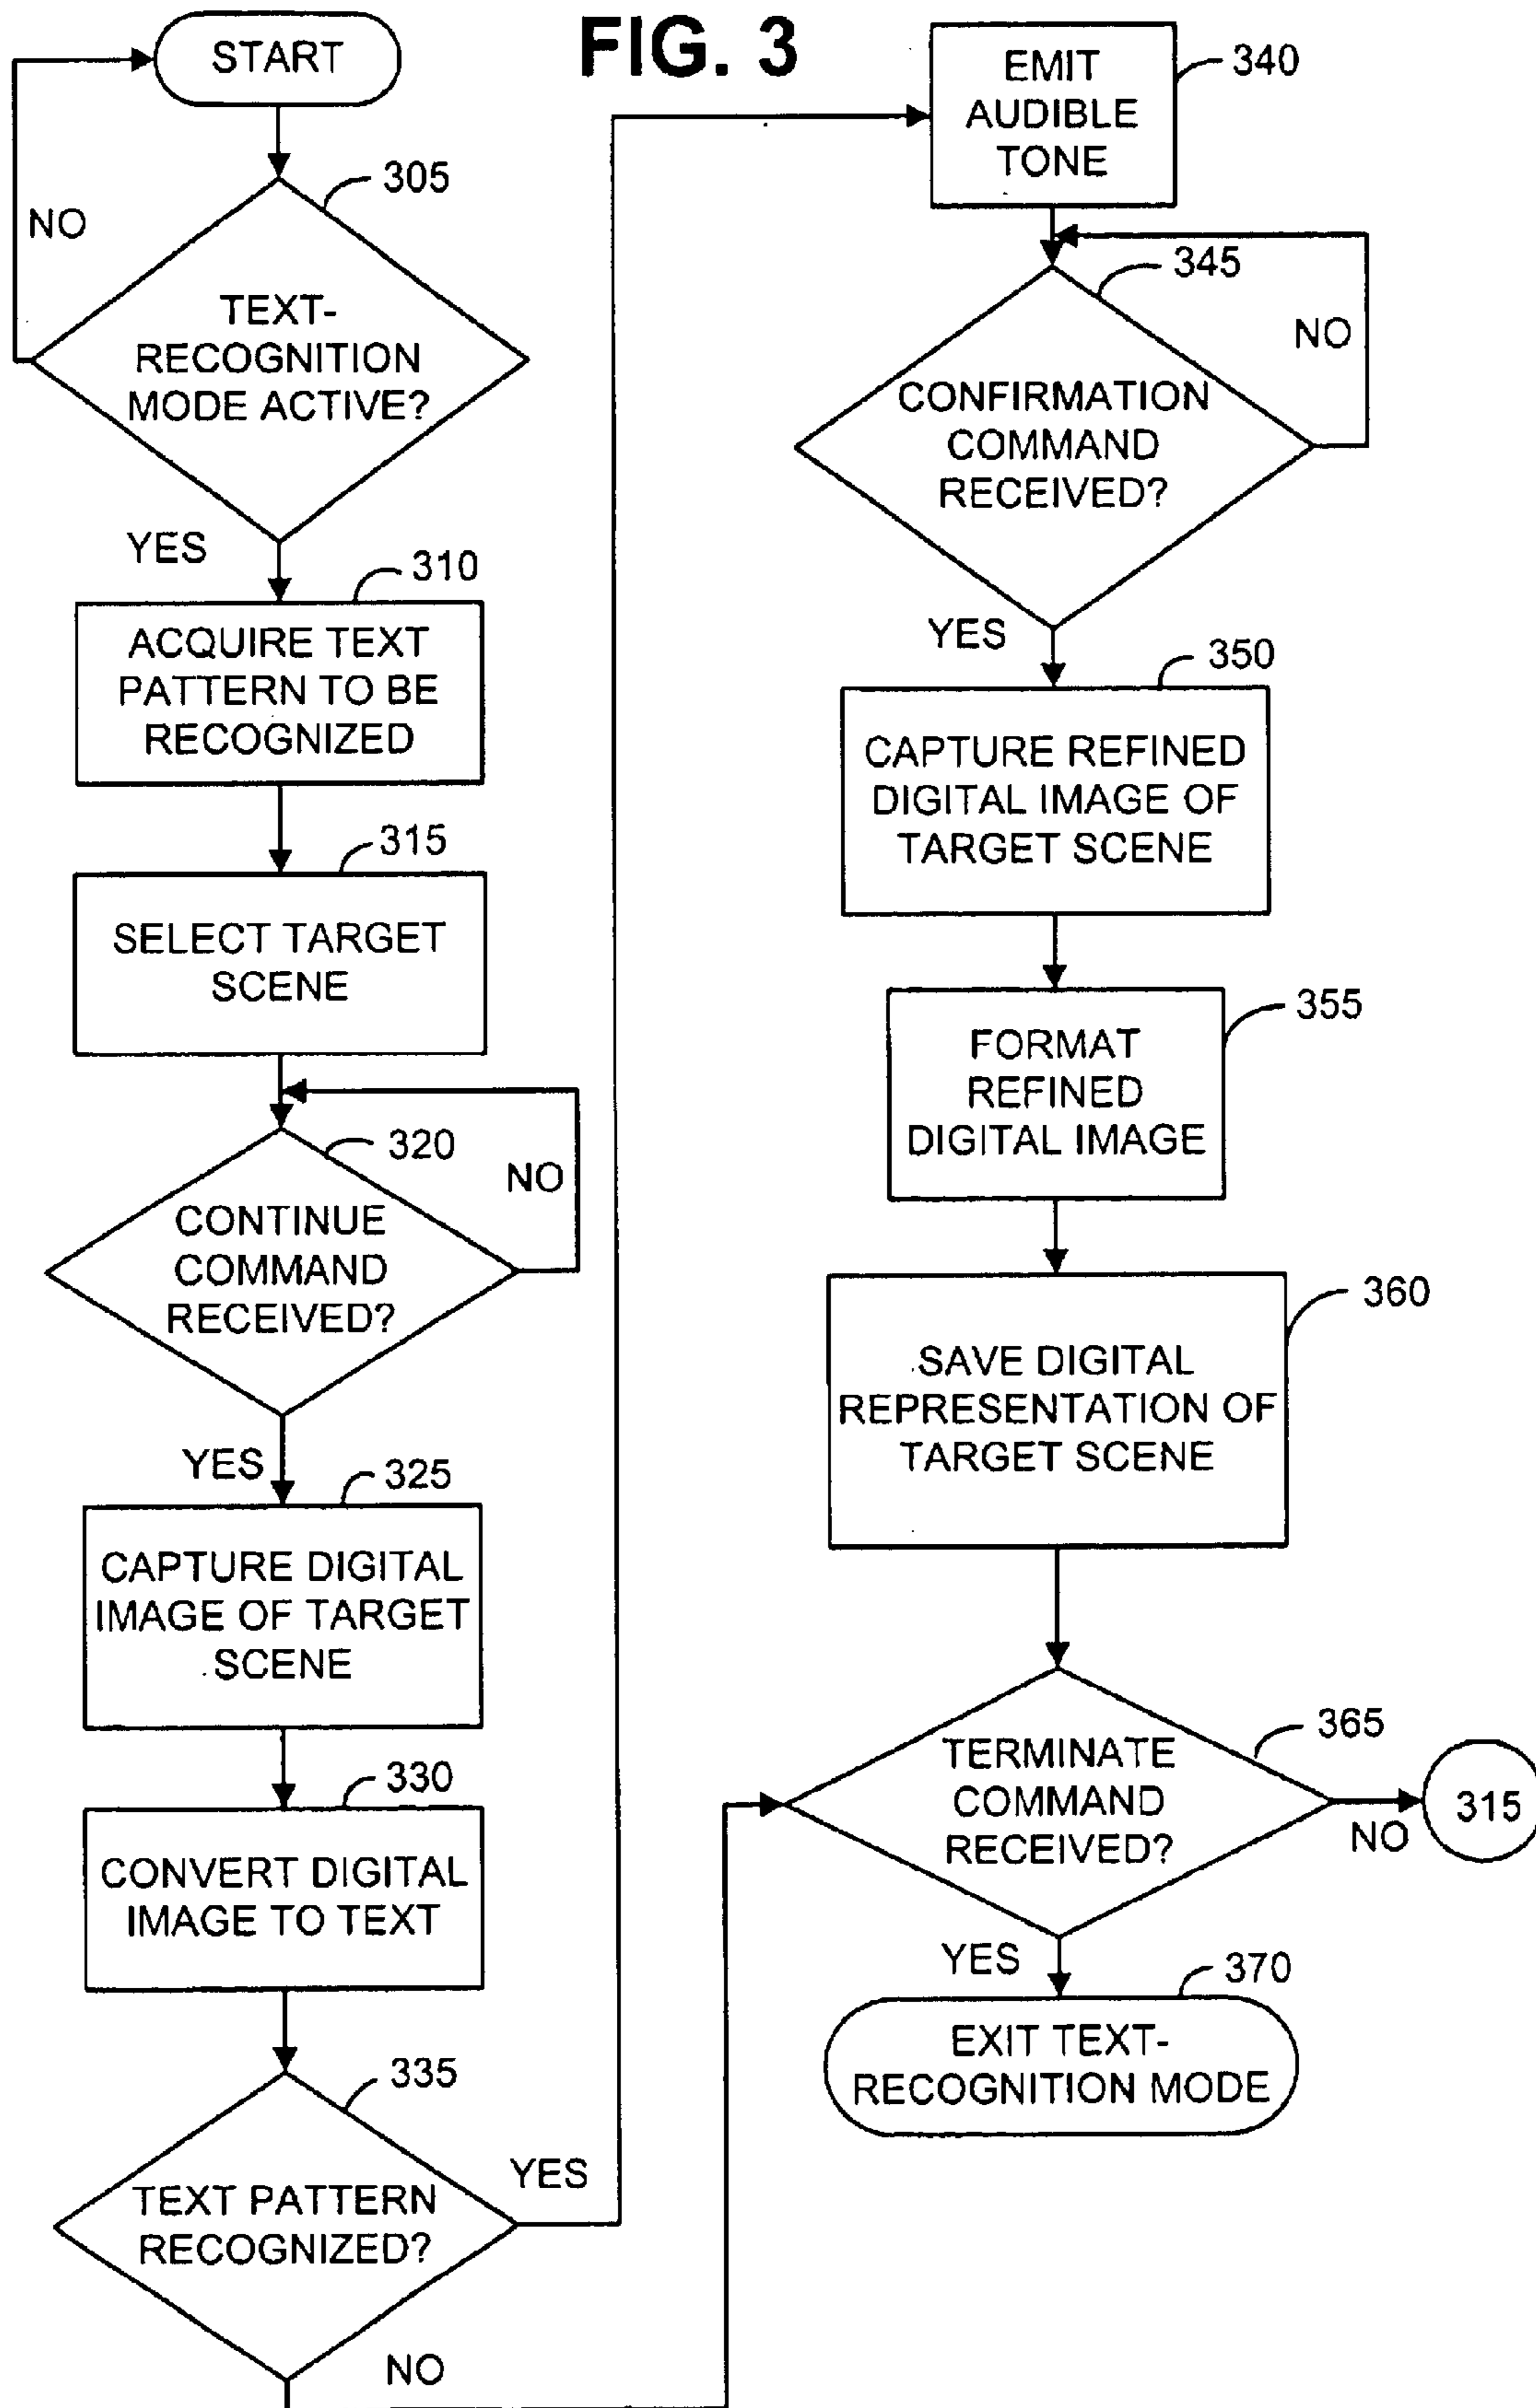 FIG. 3
START
305
NO
TEXT-
RECOGNITION
MODE ACTIVE?
YES
310
ACQUIRE TEXT
PATTERN TO BE
RECOGNIZED
315
SELECT TARGET
SCENE
320
NO
CONTINUE
COMMAND
RECEIVED?
YES
325
CAPTURE DIGITAL
IMAGE OF TARGET
SCENE
330
CONVERT DIGITAL
IMAGE TO TEXT
335
TEXT PATTERN
RECOGNIZED?
YES
NO
EMIT
AUDIBLE
TONE
340
345
NO
CONFIRMATION
COMMAND
RECEIVED?
YES
350
CAPTURE REFINED
DIGITAL IMAGE OF
TARGET SCENE
355
FORMAT
REFINED
DIGITAL IMAGE
360
SAVE DIGITAL
REPRESENTATION OF
TARGET SCENE
365
TERMINATE
COMMAND
RECEIVED?
NO
315
YES
370
EXIT TEXT-
RECOGNITION MODE